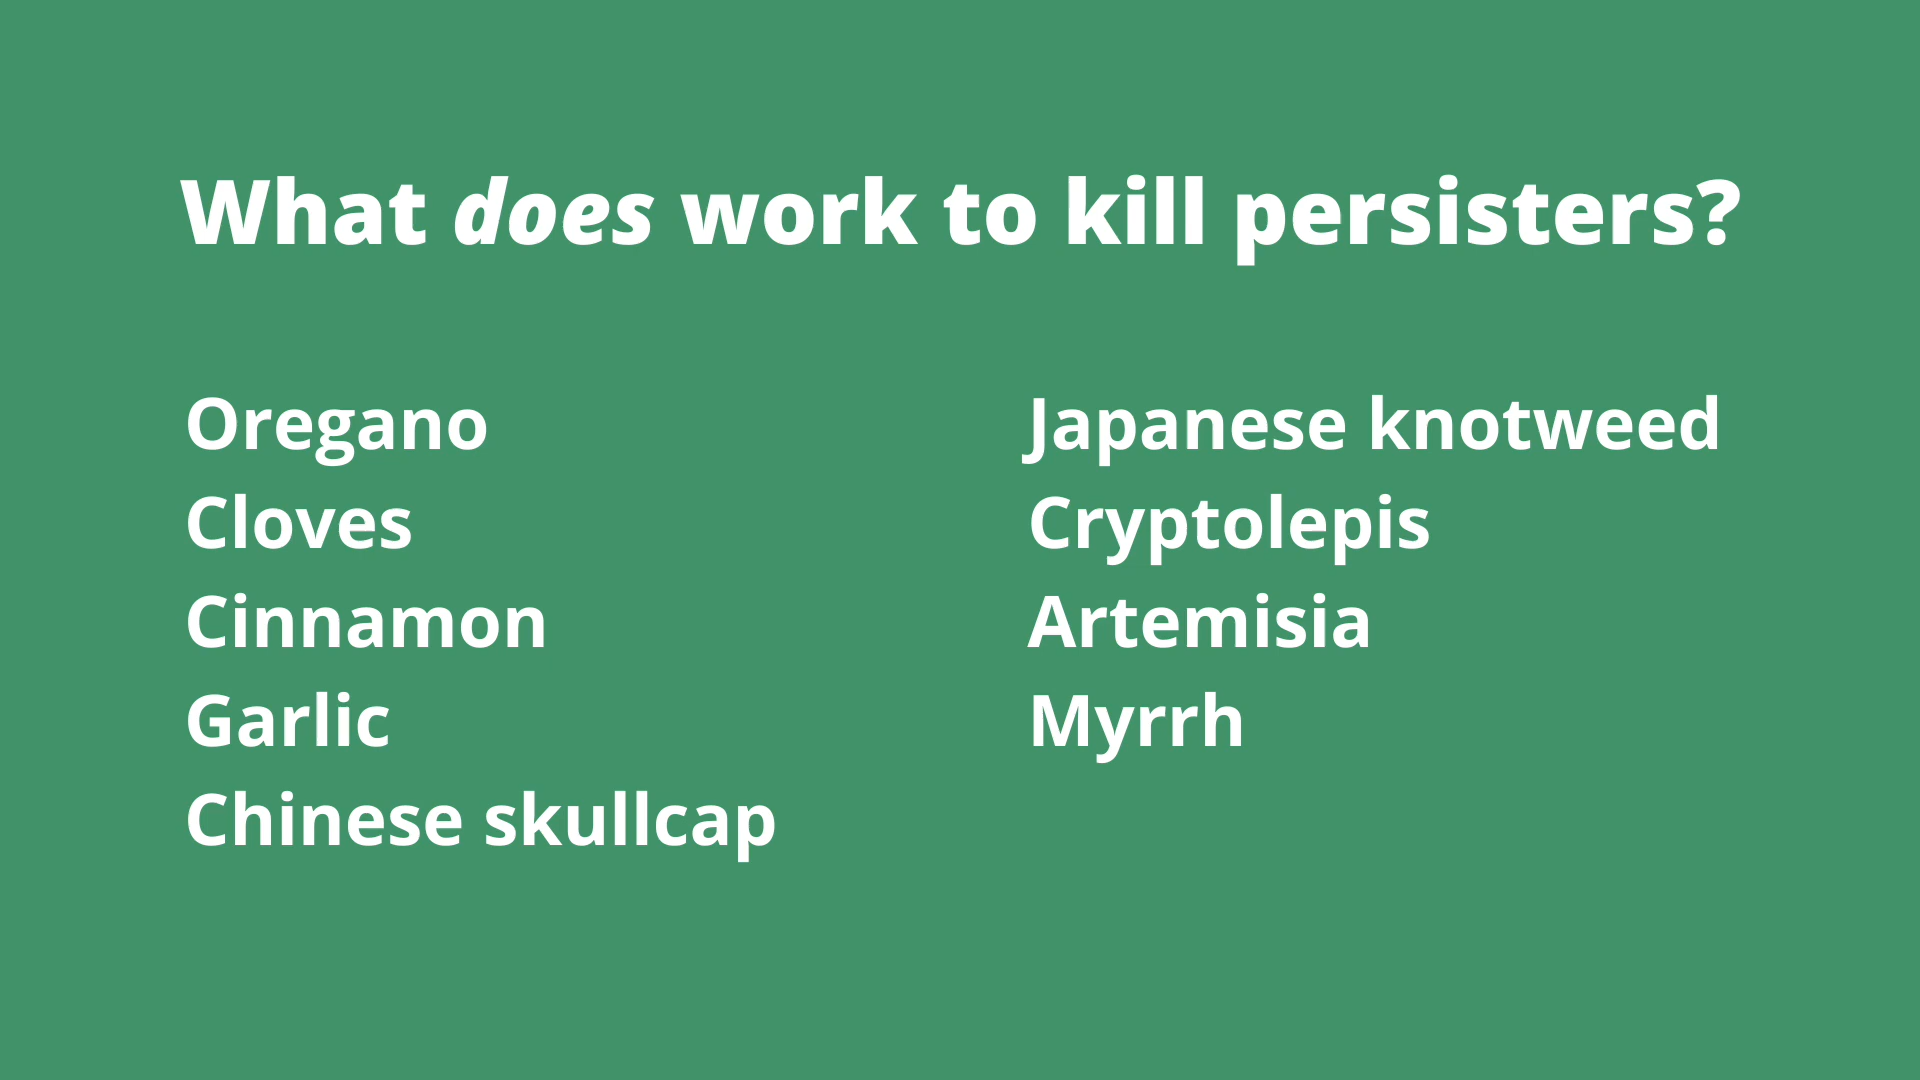 What does work to kill persisters?
Oregano
Cloves
Cinnamon
Garlic
Chinese skullcap
Japanese knotweed
Cryptolepis
Artemisia
Myrrh